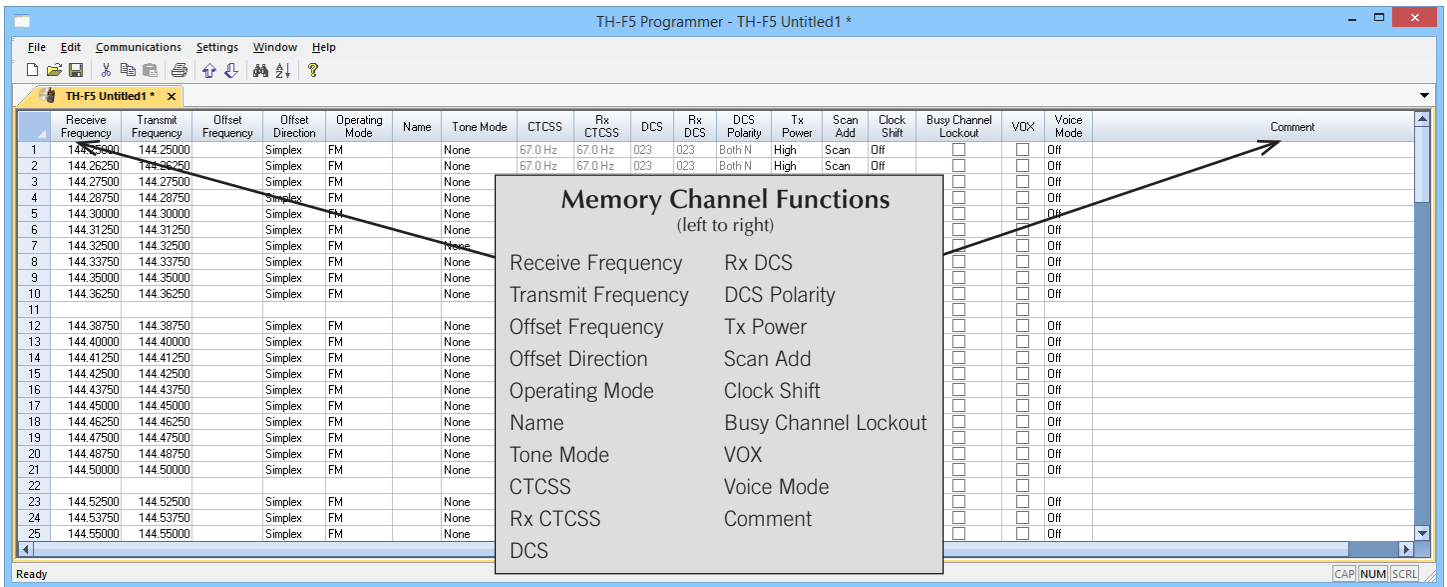 TH-F5 Programmer - TH-F5 Untitled1 *
File Edit Communications Settings Window Help
TH-F5 Untitled1 * x
Receive Frequency Transmit Frequency Offset Frequency Offset Direction Operating Mode Name Tone Mode CTCSS Rx CTCSS DCS Rx DCS DCS Polarity Tx Power Scan Add Clock Shift Busy Channel Lockout VOX Voice Mode Comment
1 144.25000 144.25000 Simplex FM None 67.0 Hz 67.0 Hz 023 023 Both N High Scan Off Off
2 144.26250 144.26250 Simplex FM None 67.0 Hz 67.0 Hz 023 023 Both N High Scan Off Off
3 144.27500 144.27500 Simplex FM None Off
4 144.28750 144.28750 Simplex FM None Off
5 144.30000 144.30000 Simplex FM None Off
6 144.31250 144.31250 Simplex FM None Off
7 144.32500 144.32500 Simplex FM None Off
8 144.33750 144.33750 Simplex FM None Off
9 144.35000 144.35000 Simplex FM None Off
10 144.36250 144.36250 Simplex FM None Off
11
12 144.38750 144.38750 Simplex FM None Off
13 144.40000 144.40000 Simplex FM None Off
14 144.41250 144.41250 Simplex FM None Off
15 144.42500 144.42500 Simplex FM None Off
16 144.43750 144.43750 Simplex FM None Off
17 144.45000 144.45000 Simplex FM None Off
18 144.46250 144.46250 Simplex FM None Off
19 144.47500 144.47500 Simplex FM None Off
20 144.48750 144.48750 Simplex FM None Off
21 144.50000 144.50000 Simplex FM None Off
22
23 144.52500 144.52500 Simplex FM None Off
24 144.53750 144.53750 Simplex FM None Off
25 144.55000 144.55000 Simplex FM None Off
Memory Channel Functions
(left to right)
Receive Frequency
Transmit Frequency
Offset Frequency
Offset Direction
Operating Mode
Name
Tone Mode
CTCSS
Rx CTCSS
DCS
Rx DCS
DCS Polarity
Tx Power
Scan Add
Clock Shift
Busy Channel Lockout
VOX
Voice Mode
Comment
Ready
CAP NUM SCRL